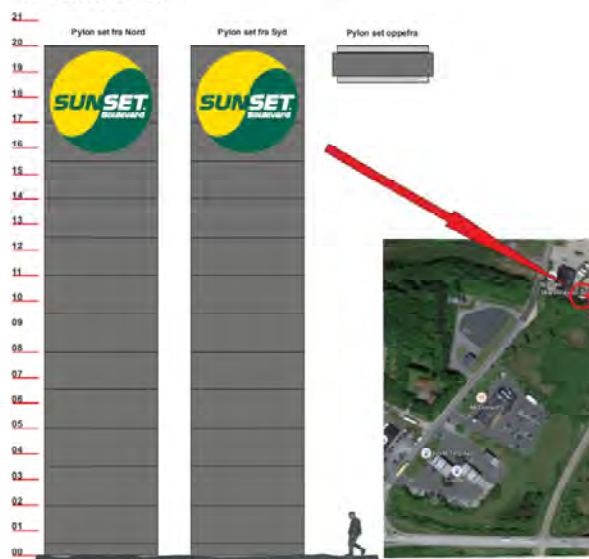 21
Pylon set fra Nord
Pylon set fra Syd
Pylon set oppefra
20
19
18
SUNSET
Boulevard
SUNSET
Boulevard
17
16
15
14
13
12
11
10
09
08
07
06
05
04
03
02
01
00
McDonald's